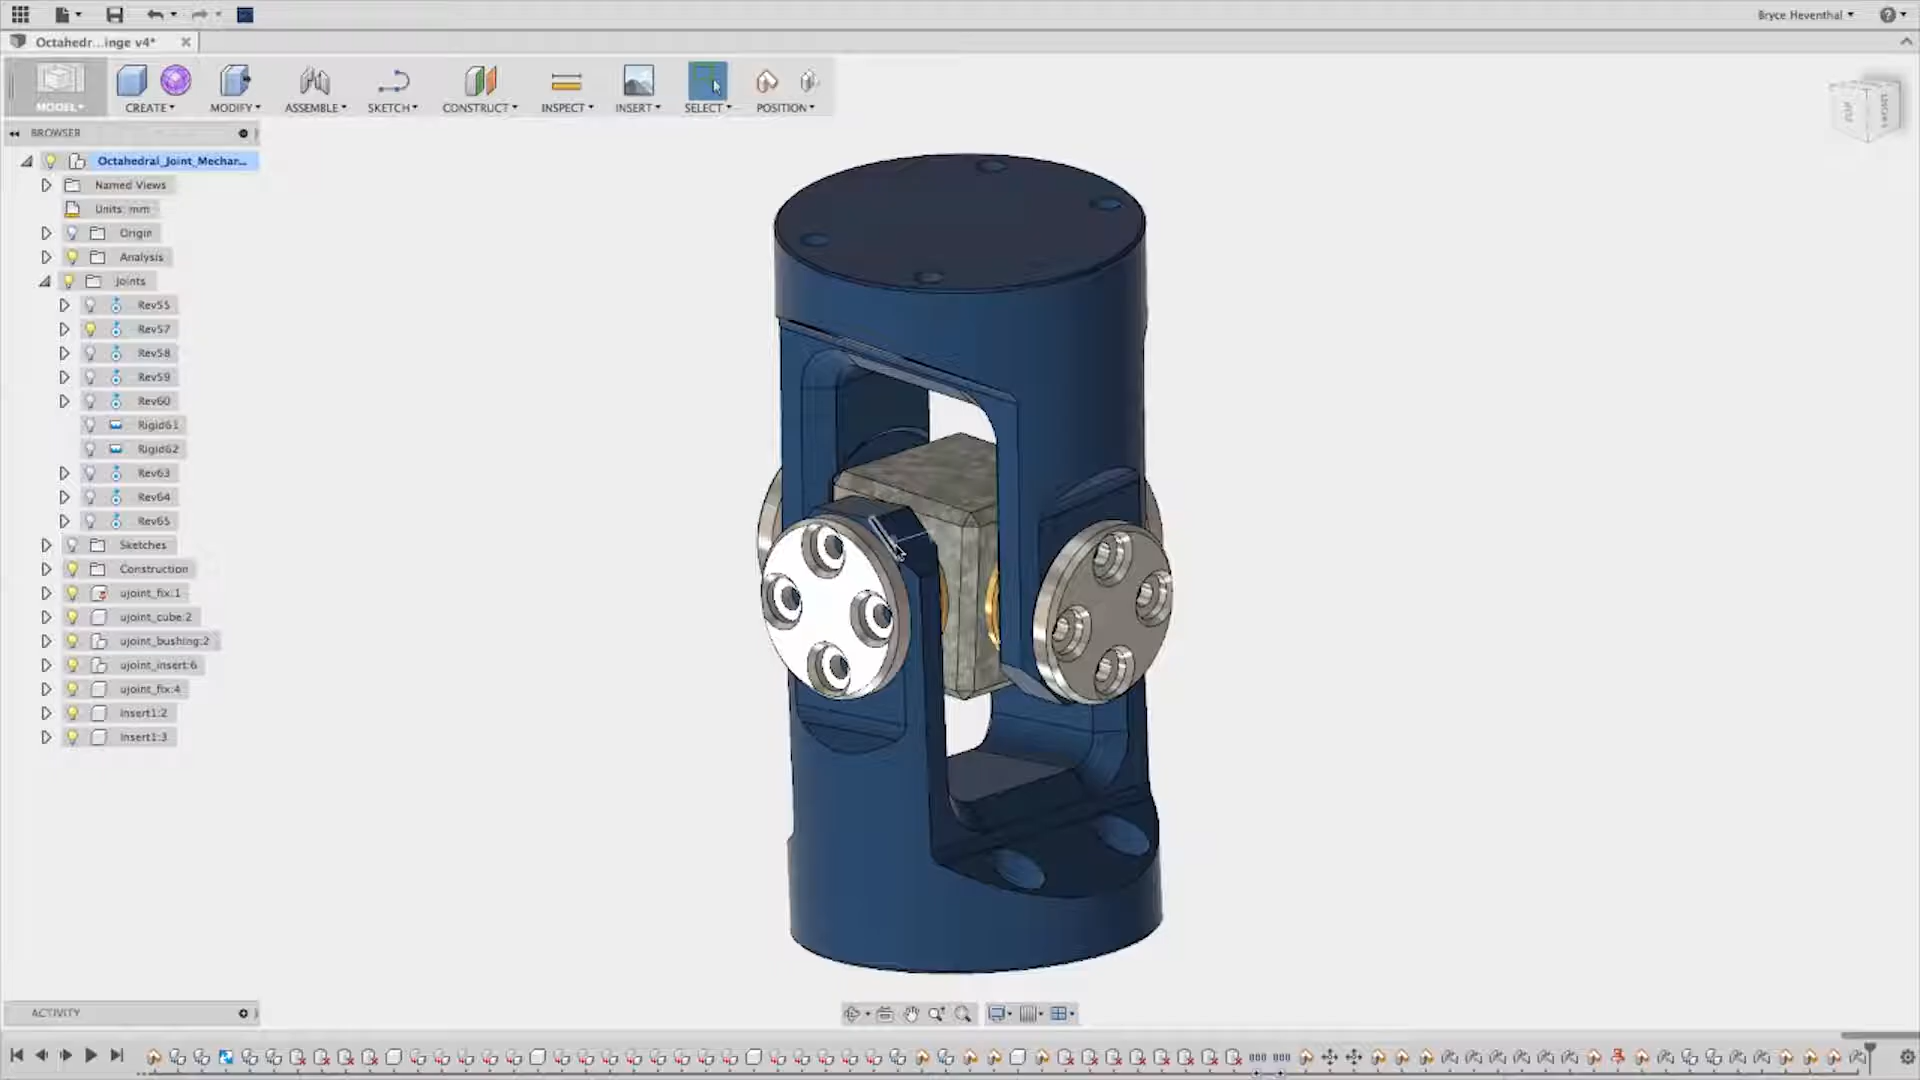 Bryce Heventhal
Octahedr...inge v4*
MODEL
CREATE
MODIFY
ASSEMBLE
SKETCH
CONSTRUCT
INSPECT
INSERT
SELECT
POSITION
BROWSER
Octahedral_Joint_Mechar...
Named Views
Units: mm
Origin
Analysis
Joints
Rev55
Rev57
Rev58
Rev59
Rev60
Rigid61
Rigid62
Rev63
Rev64
Rev65
Sketches
Construction
ujoint_fix:1
ujoint_cube:2
ujoint_bushing:2
ujoint_insert:6
ujoint_fix:4
Insert1:2
Insert1:3
ACTIVITY